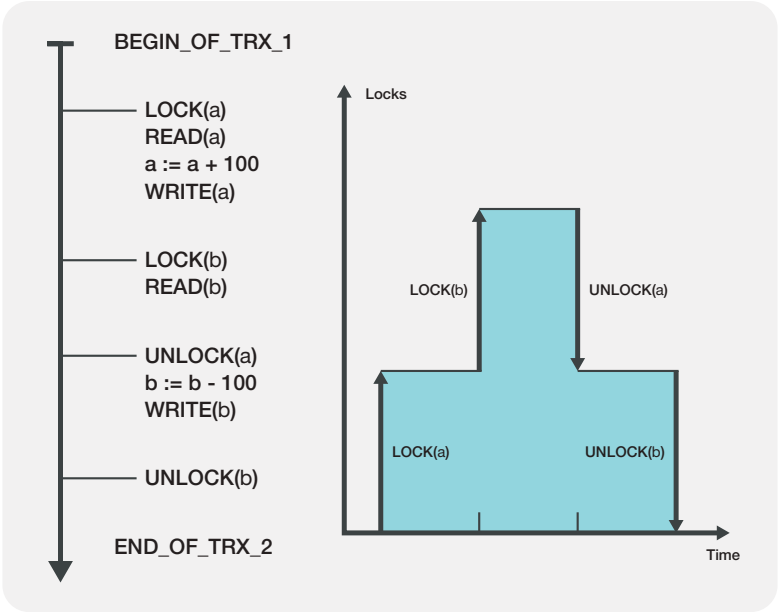 BEGIN_OF_TRX_1
LOCK(a)
READ(a)
a := a + 100
WRITE(a)
LOCK(b)
READ(b)
UNLOCK(a)
b := b - 100
WRITE(b)
UNLOCK(b)
END_OF_TRX_2
Locks
LOCK(b)
UNLOCK(a)
LOCK(a)
UNLOCK(b)
Time